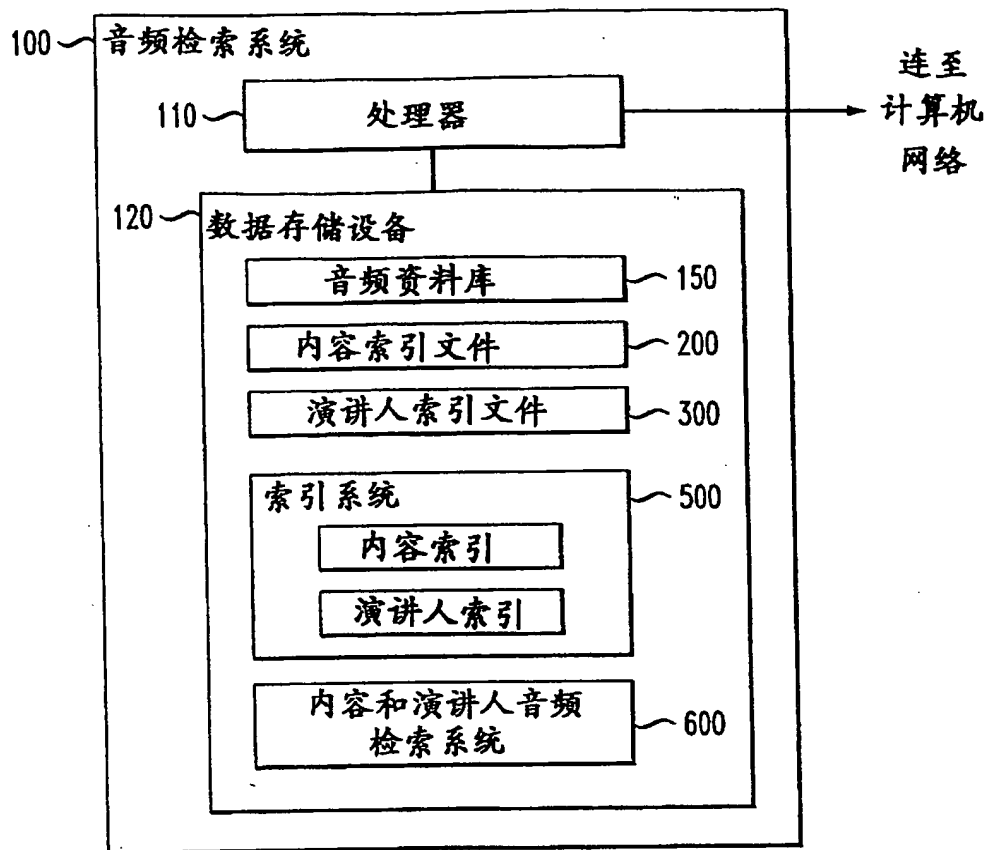 100
音频检索系统
110
处理器
连至
计算机
网络
120
数据存储设备
音频资料库
150
内容索引文件
200
演讲人索引文件
300
索引系统
500
内容索引
演讲人索引
内容和演讲人音频
检索系统
600